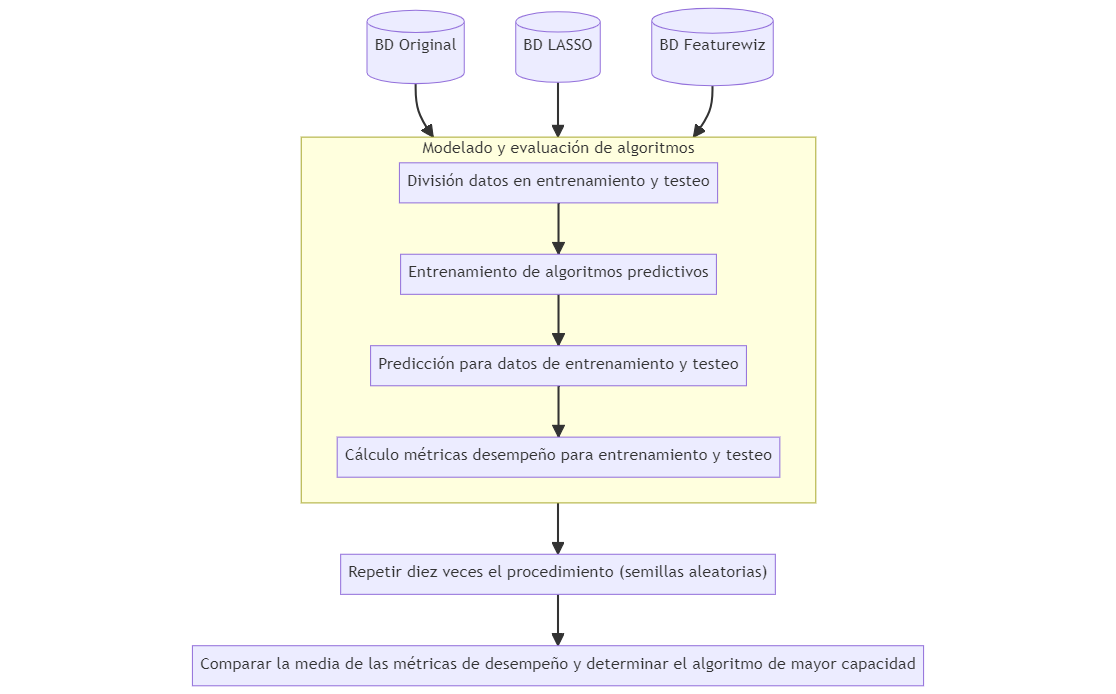 BD Original
BD LASSO
BD Featurewiz
Modelado y evaluación de algoritmos
División datos en entrenamiento y testeo
Entrenamiento de algoritmos predictivos
Predicción para datos de entrenamiento y testeo
Cálculo métricas desempeño para entrenamiento y testeo
Repetir diez veces el procedimiento (semillas aleatorias)
Comparar la media de las métricas de desempeño y determinar el algoritmo de mayor capacidad